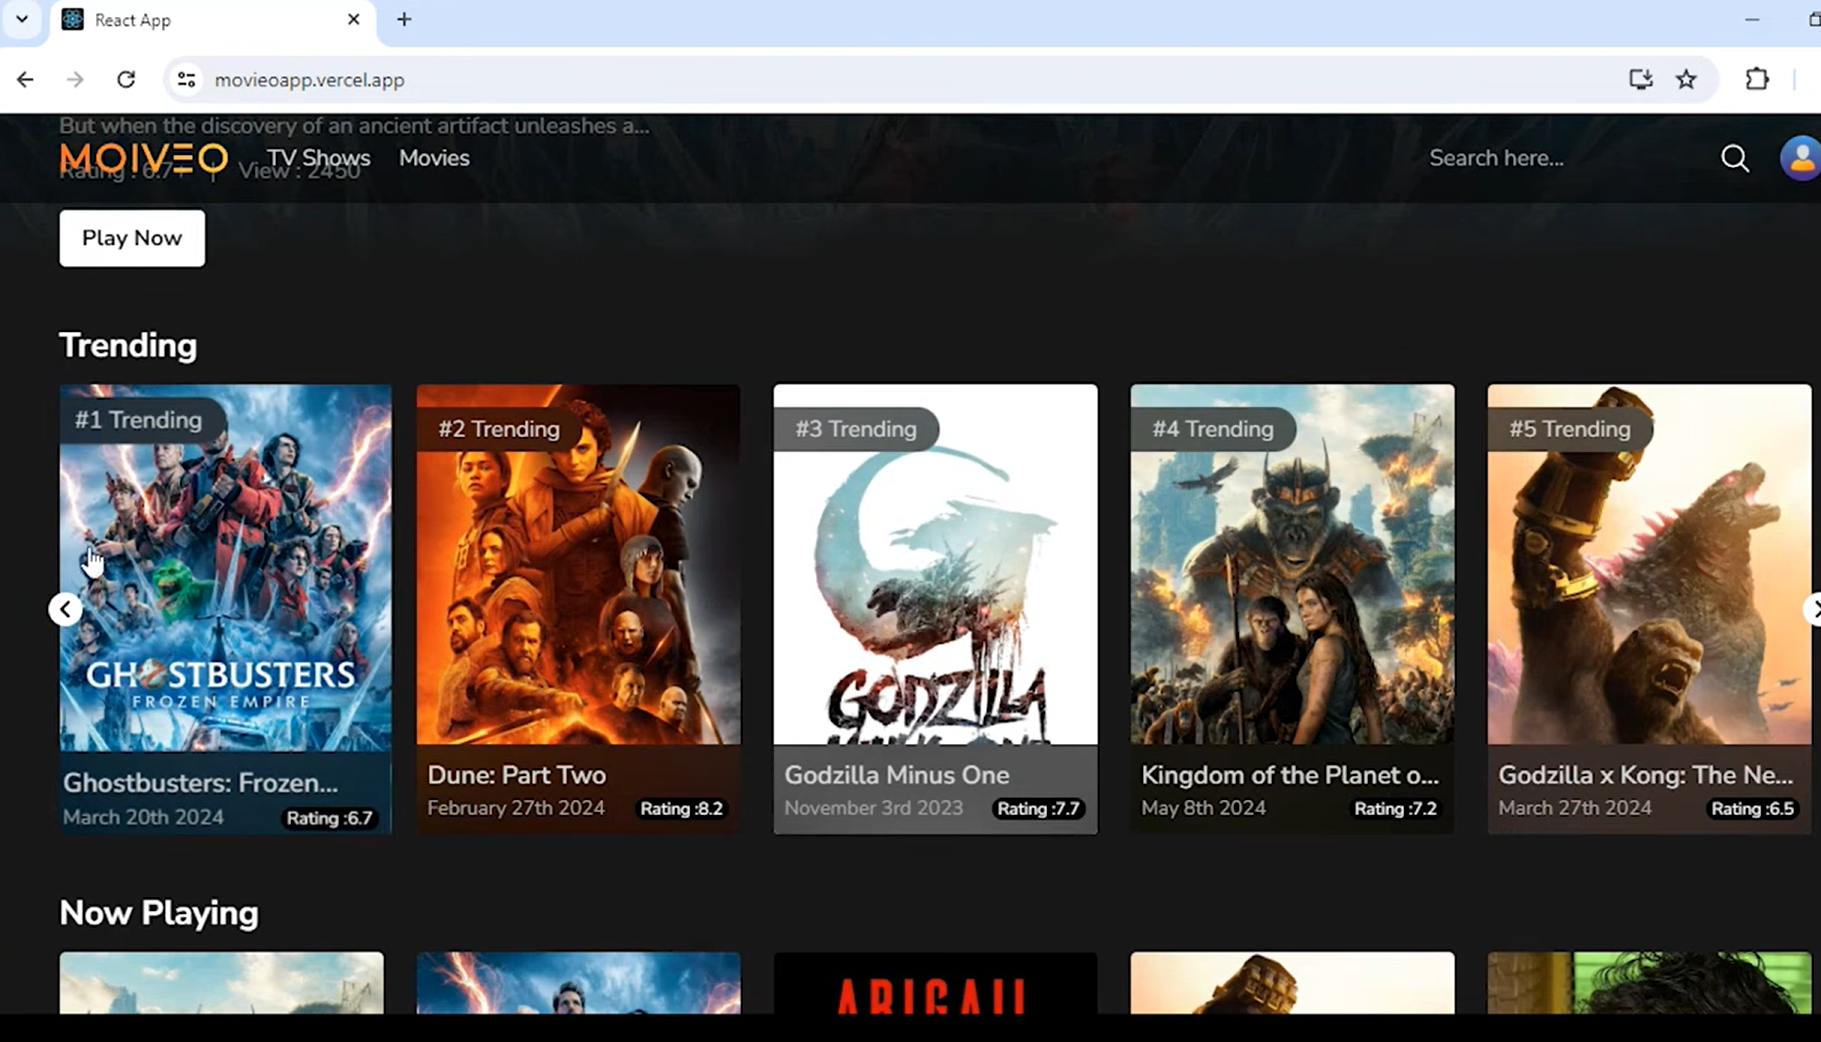 React App
movieoapp.vercel.app
But when the discovery of an ancient artifact unleashes a...
MOIVEO TV Shows Movies Search here...
Rating : 6.7+ | View : 2450
Play Now
Trending
#1 Trending #2 Trending #3 Trending #4 Trending #5 Trending
GHOSTBUSTERS
FROZEN EMPIRE
GODZILLA
Ghostbusters: Frozen... Dune: Part Two Godzilla Minus One Kingdom of the Planet o... Godzilla x Kong: The Ne...
March 20th 2024 Rating :6.7 February 27th 2024 Rating :8.2 November 3rd 2023 Rating :7.7 May 8th 2024 Rating :7.2 March 27th 2024 Rating :6.5
Now Playing
ABIGAIL